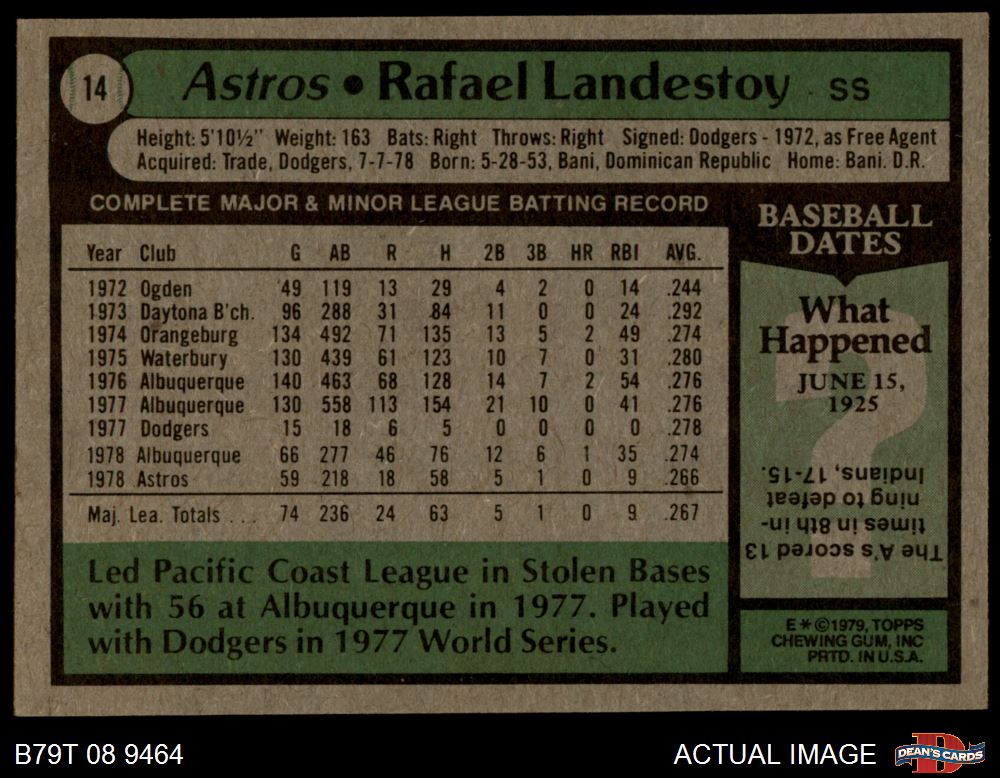 14
Astros • Rafael Landestoy SS
Height: 5'10½" Weight: 163 Bats: Right Throws: Right Signed: Dodgers - 1972, as Free Agent
Acquired: Trade, Dodgers, 7-7-78 Born: 5-28-53, Bani, Dominican Republic Home: Bani. D.R.
COMPLETE MAJOR & MINOR LEAGUE BATTING RECORD
Year Club G AB R H 2B 3B HR RBI AVG.
1972 Ogden 49 119 13 29 4 2 0 14 .244
1973 Daytona B'ch. 96 288 31 84 11 0 0 24 .292
1974 Orangeburg 134 492 71 135 13 5 2 49 .274
1975 Waterbury 130 439 61 123 10 7 0 31 .280
1976 Albuquerque 140 463 68 128 14 7 2 54 .276
1977 Albuquerque 130 558 113 154 21 10 0 41 .276
1977 Dodgers 15 18 6 5 0 0 0 0 .278
1978 Albuquerque 66 277 46 76 12 6 1 35 .274
1978 Astros 59 218 18 58 5 1 0 9 .266
Maj. Lea. Totals . . . 74 236 24 63 5 1 0 9 .267
Led Pacific Coast League in Stolen Bases
with 56 at Albuquerque in 1977. Played
with Dodgers in 1977 World Series.
BASEBALL
DATES
What
Happened
JUNE 15,
1925
?
The A's scored 13
times in 8th in-
ning to defeat
Indians, 17-15.
E * © 1979, TOPPS
CHEWING GUM, INC
PRTD. IN U.S.A.
B79T 08 9464
ACTUAL IMAGE
DEAN'S CARDS